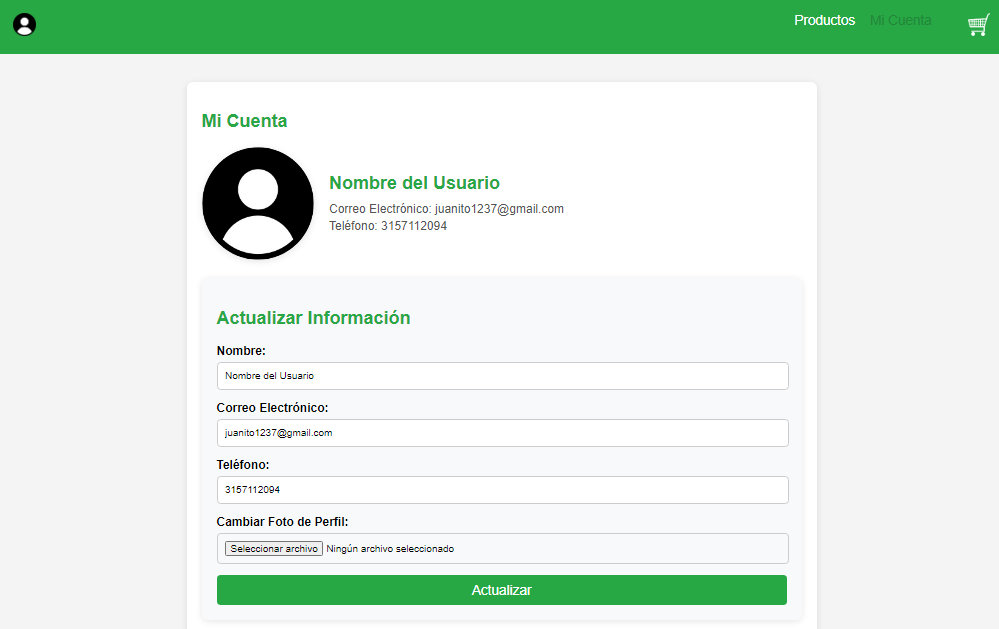 Productos Mi Cuenta
Mi Cuenta
Nombre del Usuario
Correo Electrónico: juanito1237@gmail.com
Teléfono: 3157112094
Actualizar Información
Nombre:
Nombre del Usuario
Correo Electrónico:
juanito1237@gmail.com
Teléfono:
3157112094
Cambiar Foto de Perfil:
Seleccionar archivo Ningún archivo seleccionado
Actualizar